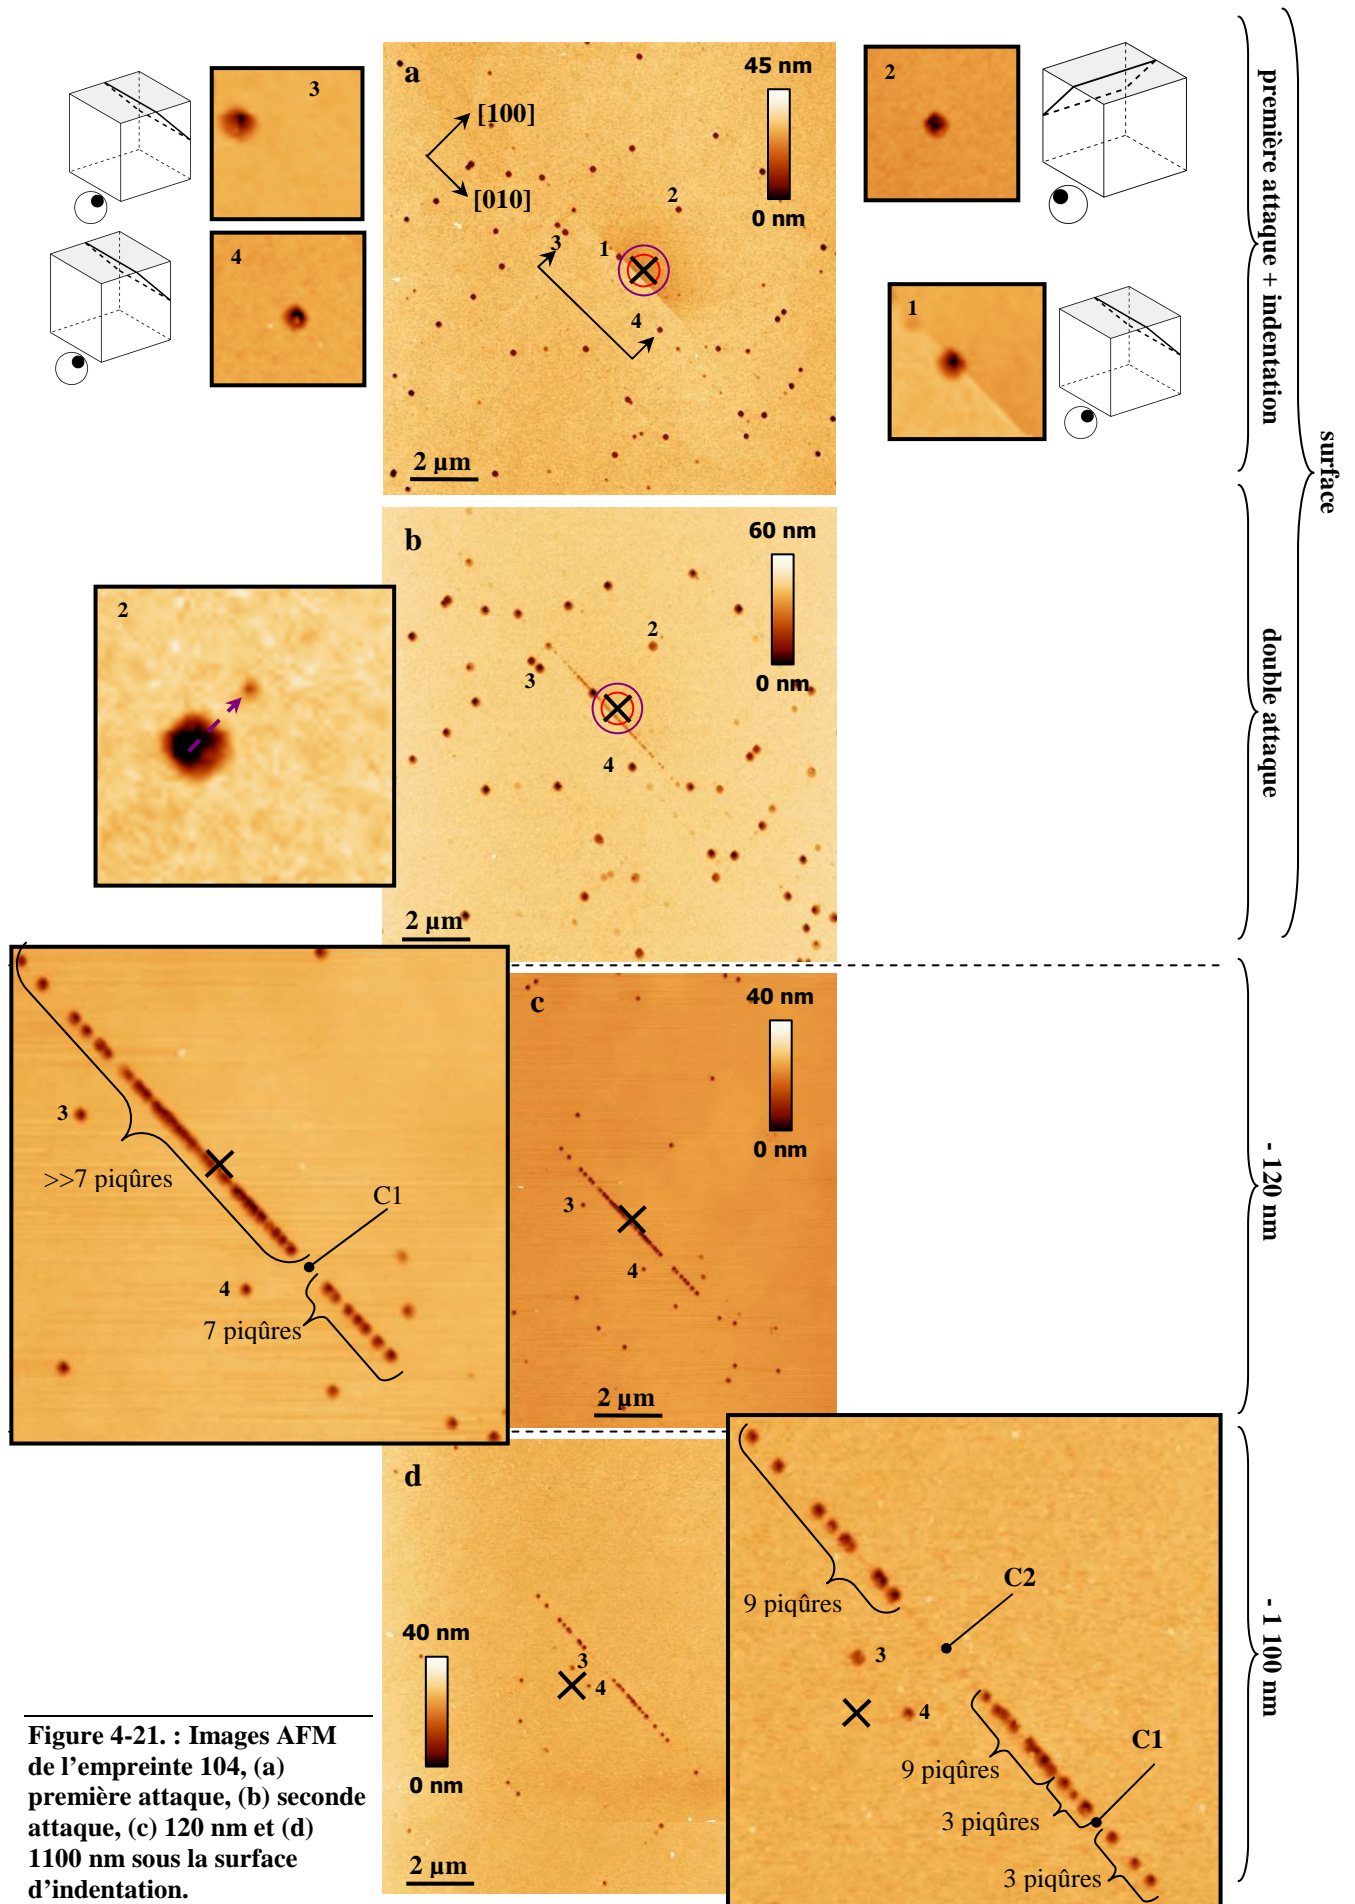 3
4
a
[100]
[010]
45 nm
0 nm
2
1
3
4
2 µm
2
1
première attaque + indentation
surface
b
60 nm
0 nm
2
3
4
2 µm
2
double attaque
3
>>7 piqûres
C1
4
7 piqûres
c
40 nm
0 nm
3
4
2 µm
- 120 nm
d
40 nm
0 nm
3
4
2 µm
9 piqûres
C2
3
4
C1
9 piqûres
3 piqûres
3 piqûres
- 1 100 nm
Figure 4-21. : Images AFM
de l’empreinte 104, (a)
première attaque, (b) seconde
attaque, (c) 120 nm et (d)
1100 nm sous la surface
d’indentation.